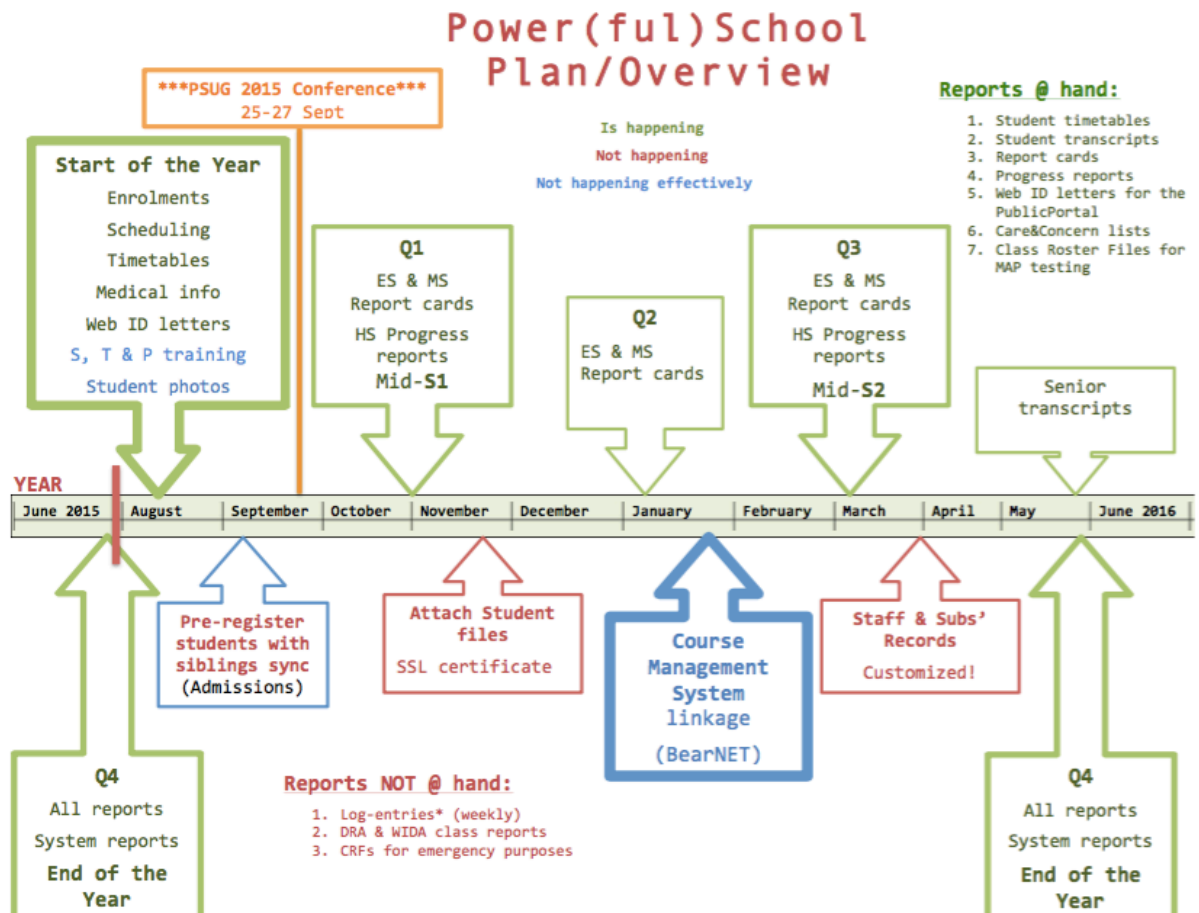 Power(ful)School
Plan/Overview
***PSUG 2015 Conference***
25-27 Sept
Is happening
Not happening
Not happening effectively
Reports @ hand:
1. Student timetables
2. Student transcripts
3. Report cards
4. Progress reports
5. Web ID letters for the
PublicPortal
6. Care&Concern lists
7. Class Roster Files for
MAP testing
Start of the Year
Enrolments
Scheduling
Timetables
Medical info
Web ID letters
S, T & P training
Student photos
Q1
ES & MS
Report cards
HS Progress
reports
Mid-S1
Q2
ES & MS
Report cards
Q3
ES & MS
Report cards
HS Progress
reports
Mid-S2
Senior
transcripts
YEAR
June 2015
August
September
October
November
December
January
February
March
April
May
June 2016
Pre-register
students with
siblings sync
(Admissions)
Attach Student
files
SSL certificate
Course
Management
System
linkage
(BearNET)
Staff & Subs’
Records
Customized!
Q4
All reports
System reports
End of the
Year
Reports NOT @ hand:
1. Log-entries* (weekly)
2. DRA & WIDA class reports
3. CRFs for emergency purposes
Q4
All reports
System reports
End of the
Year